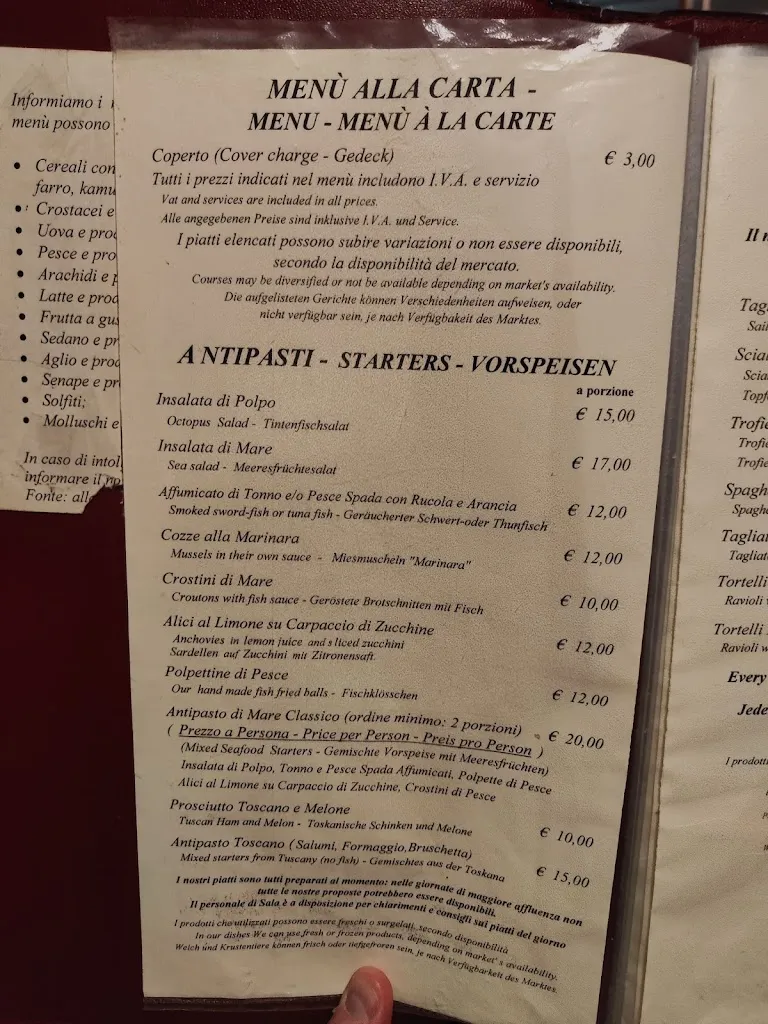 Informiamo i
menù possono
• Cereali con
farro, kamu
• Crostacei e
• Uova e prod
• Pesce e pro
• Arachidi e p
• Latte e prod
• Frutta a gus
• Sedano e pr
• Aglio e prod
• Senape e pr
• Solfiti;
• Molluschi e
In caso di intol
informare il
Fonte:
MENÙ ALLA CARTA -
MENU - MENÙ À LA CARTE
Coperto (Cover charge - Gedeck) € 3,00
Tutti i prezzi indicati nel menù includono I.V.A. e servizio
Vat and services are included in all prices.
Alle angegebenen Preise sind inklusive I.V.A. und Service.
I piatti elencati possono subire variazioni o non essere disponibili,
secondo la disponibilità del mercato.
Courses may be diversified or not be available depending on market's availability.
Die aufgelisteten Gerichte können Verschiedenheiten aufweisen, oder
nicht verfügbar sein, je nach Verfügbakeit des Marktes.
ANTIPASTI - STARTERS - VORSPEISEN
a porzione
Insalata di Polpo € 15,00
Octopus Salad - Tintenfischsalat
Insalata di Mare € 17,00
Sea salad - Meeresfrüchtesalat
Affumicato di Tonno e/o Pesce Spada con Rucola e Arancia € 12,00
Smoked sword-fish or tuna fish - Geräucherter Schwert-oder Thunfisch
Cozze alla Marinara € 12,00
Mussels in their own sauce - Miesmuscheln "Marinara"
Crostini di Mare € 10,00
Croutons with fish sauce - Geröstete Brotschnitten mit Fisch
Alici al Limone su Carpaccio di Zucchine € 12,00
Anchovies in lemon juice and sliced zucchini
Sardellen auf Zucchini mit Zitronensaft.
Polpettine di Pesce € 12,00
Our hand made fish fried balls - Fischklösschen
Antipasto di Mare Classico (ordine minimo: 2 porzioni) € 20,00
( Prezzo a Persona - Price per Person - Preis pro Person )
(Mixed Seafood Starters - Gemischte Vorspeise mit Meeresfrüchten)
Insalata di Polpo, Tonno e Pesce Spada Affumicati, Polpette di Pesce
Alici al Limone su Carpaccio di Zucchine, Crostini di Pesce
Prosciutto Toscano e Melone € 10,00
Tuscan Ham and Melon - Toskanische Schinken und Melone
Antipasto Toscano (Salumi, Formaggio,Bruschetta) € 15,00
Mixed starters from Tuscany (no fish) - Gemischtes aus der Toskana
I nostri piatti sono tutti preparati al momento: nelle giornate di maggiore affluenza non
tutte le nostre proposte potrebbero essere disponibili.
Il personale di Sala è a disposizione per chiarimenti e consigli sui piatti del giorno
I prodotti che utilizzati possono essere freschi o surgelati, secondo disponibilità
In our dishes We can use fresh or frozen products, depending on market's availability.
Weich und Krustentiere können frisch oder tiefgefroren sein, je nach Verfügbarkeit des Marktes.
Il n
Tag
Sai
Scial
Scia
Topf
Trofie
Trofie
Trofie
Spagh
Spagh
Tagliat
Tagliat
Tortelli
Ravioli
Tortelli
Ravioli w
Every
Jede
I prodotti